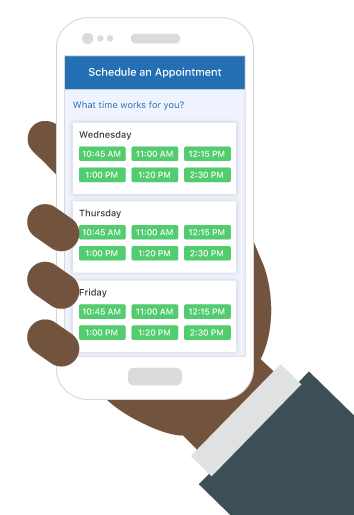 Schedule an Appointment
What time works for you?
Wednesday
10:45 AM 11:00 AM 12:15 PM
1:00 PM 1:20 PM 2:30 PM
Thursday
10:45 AM 11:00 AM 12:15 PM
1:00 PM 1:20 PM 2:30 PM
Friday
10:45 AM 11:00 AM 12:15 PM
1:00 PM 1:20 PM 2:30 PM